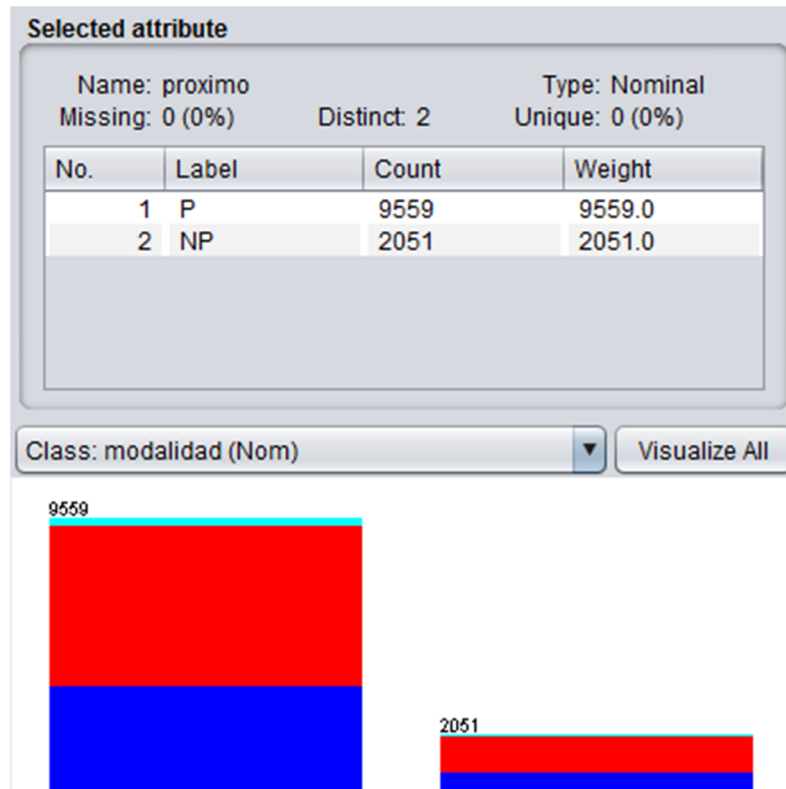 Selected attribute
Name: proximo Type: Nominal
Missing: 0 (0%) Distinct: 2 Unique: 0 (0%)
No. Label Count Weight
1 P 9559 9559.0
2 NP 2051 2051.0
Class: modalidad (Nom) Visualize All
9559
2051